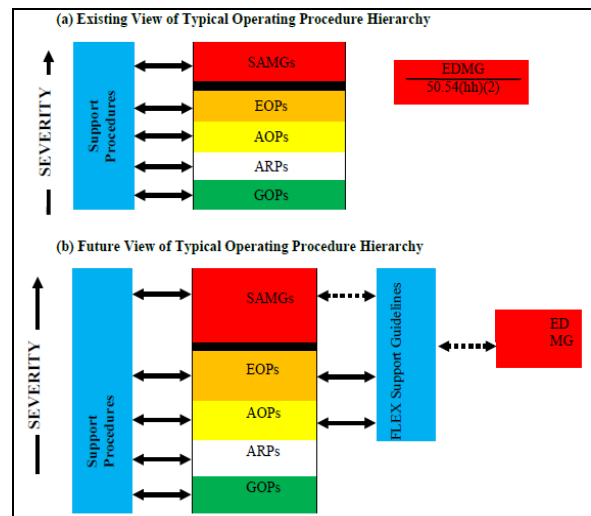 (a) Existing View of Typical Operating Procedure Hierarchy
SEVERITY
Support
Procedures
SAMGs
EOPs
AOPs
ARPs
GOPs
EDMG
50.54(hh)(2)
(b) Future View of Typical Operating Procedure Hierarchy
SEVERITY
Support
Procedures
SAMGs
EOPs
AOPs
ARPs
GOPs
FLEX Support Guidelines
ED
MG